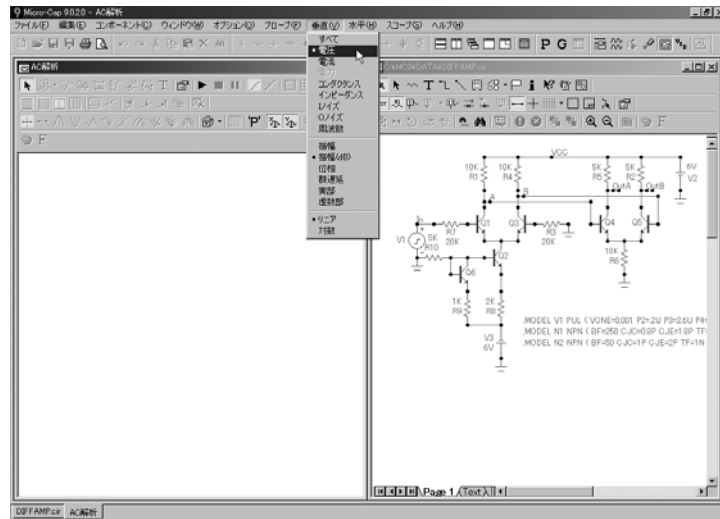 Micro-Cap 9.0.2.0 - AC解析
ファイル(F) 編集(E) コンポーネント(C) ウィンドウ(W) オプション(O) プローブ(P) 垂直(V) 水平(H) スコープ(S) ヘルプ(H)
すべて
電圧
電流
電力
コンダクタンス
インピーダンス
Lノイズ
Oノイズ
周波数
振幅
振幅(dB)
位相
群遅延
実部
虚数部
リニア
対数
AC解析
C:¥MC9¥DATA¥DIFFAMP.cir
P G
T
F
VCC
10K
R1
10K
R4
5K
R5
5K
R2
OutA
OutB
6V
V2
A
B
In
Q1
Q3
Q4
Q5
R7
20K
R3
20K
V1
5K
R10
Q2
Q6
10K
R6
1K
R9
2K
R8
V3
6V
.MODEL V1 PUL ( VONE=0.001 P2=.2U P3=2.6U P4=
.MODEL N1 NPN ( BF=250 CJC=0.8P CJE=1.8P TF=
.MODEL N2 NPN ( BF=50 CJC=1P CJE=2P TF=1N
Page 1
Text
DIFFAMP.cir
AC解析